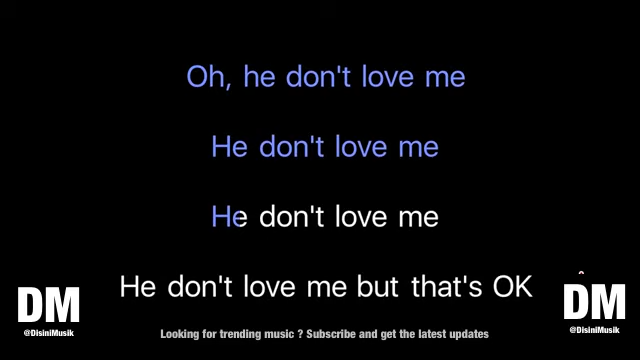 Oh, he don't love me
He don't love me
He don't love me
He don't love me but that's OK
DM
@DisiniMusik
Looking for trending music ? Subscribe and get the latest updates
DM
@DisiniMusik